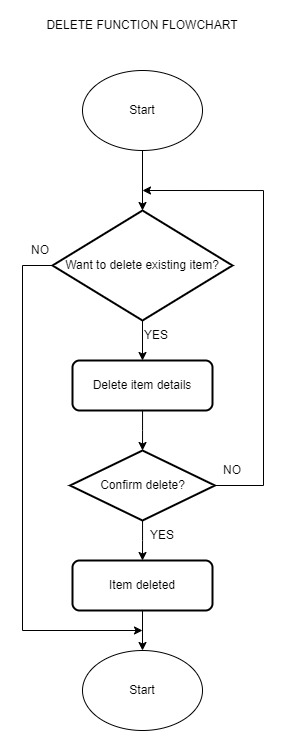 DELETE FUNCTION FLOWCHART
Start
NO
Want to delete existing item?
YES
Delete item details
Confirm delete?
NO
YES
Item deleted
Start